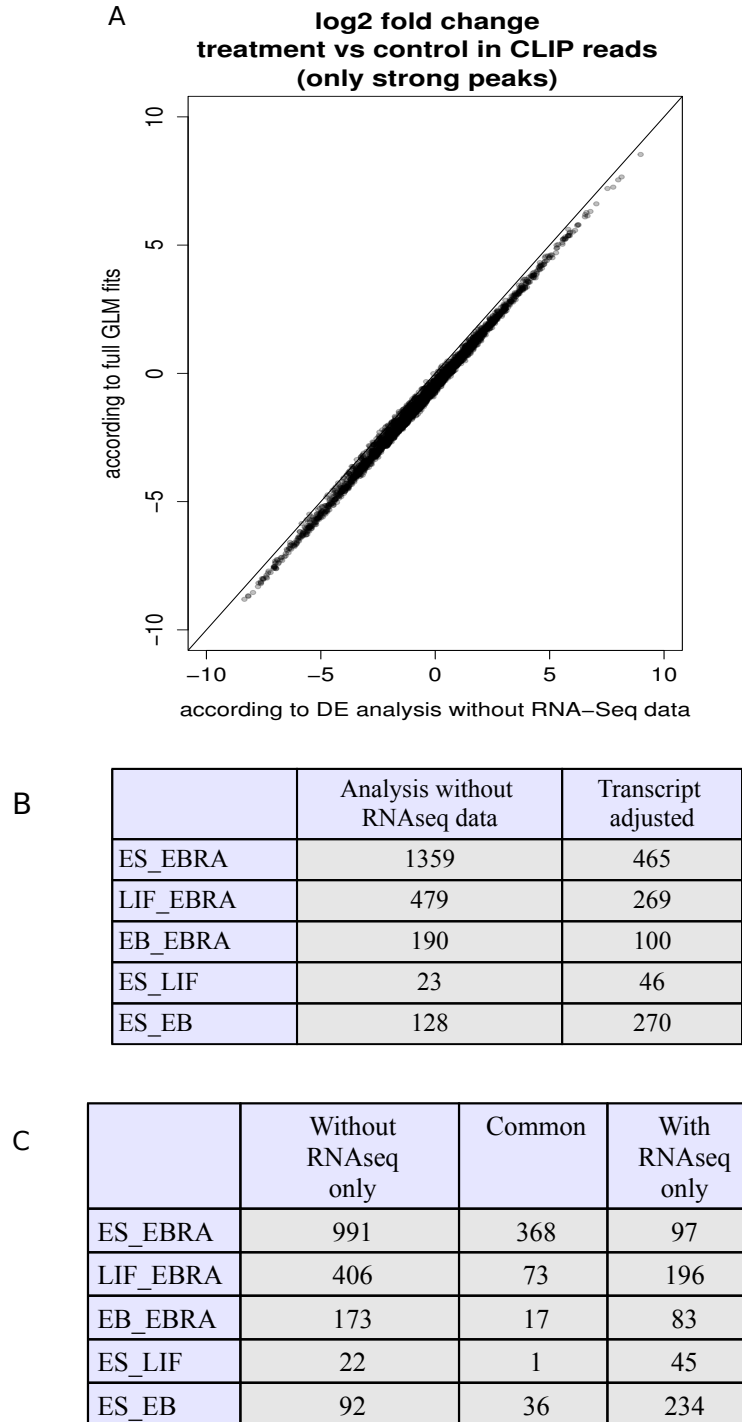 A
log2 fold change
treatment vs control in CLIP reads
(only strong peaks)
10
5
0
−5
−10
according to full GLM fits
−10 −5 0 5 10
according to DE analysis without RNA−Seq data
B
Analysis without Transcript
RNAseq data adjusted
ES_EBRA 1359 465
LIF_EBRA 479 269
EB_EBRA 190 100
ES_LIF 23 46
ES_EB 128 270
C
Without Common With
RNAseq RNAseq
only only
ES_EBRA 991 368 97
LIF_EBRA 406 73 196
EB_EBRA 173 17 83
ES_LIF 22 1 45
ES_EB 92 36 234